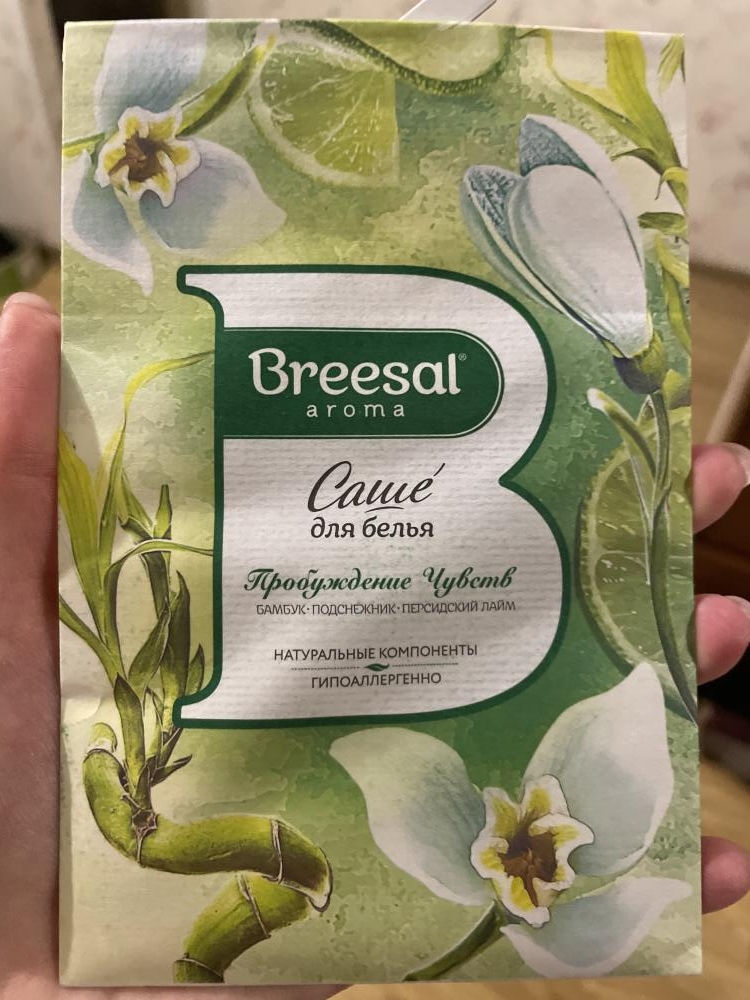 Breesal®
aroma
Саше́
для белья
Пробуждение Чувств
БАМБУК·ПОДСНЕЖНИК·ПЕРСИДСКИЙ ЛАЙМ
НАТУРАЛЬНЫЕ КОМПОНЕНТЫ
ГИПОАЛЛЕРГЕННО